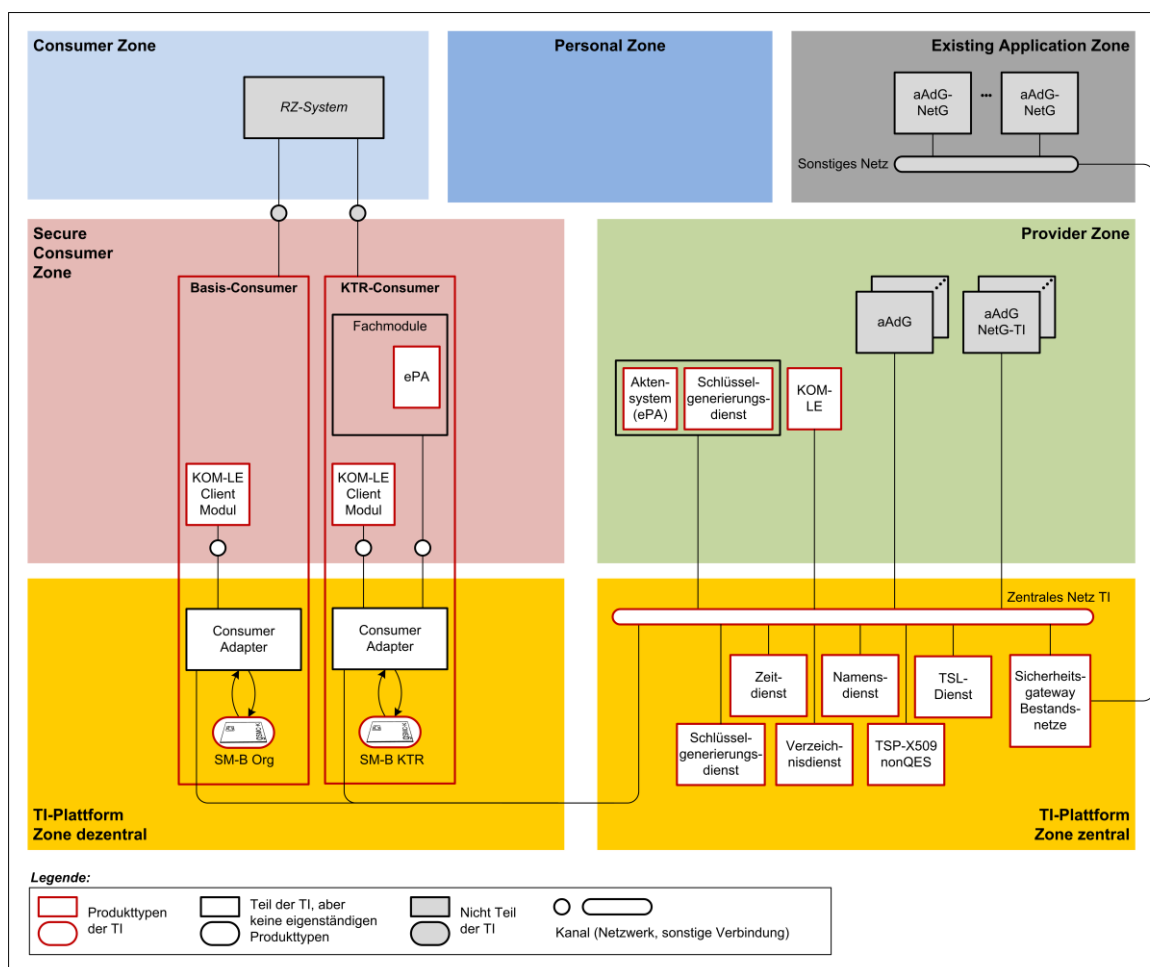 Consumer Zone
RZ-System
Personal Zone
Existing Application Zone
aAdG-
NetG
...
aAdG-
NetG
Sonstiges Netz
Secure
Consumer
Zone
Basis-Consumer
KTR-Consumer
Fachmodule
ePA
KOM-LE
Client
Modul
KOM-LE
Client
Modul
Provider Zone
aAdG
aAdG
NetG-TI
Akten-
system
(ePA)
Schlüssel-
generierungs-
dienst
KOM-
LE
Consumer
Adapter
Consumer
Adapter
SM-B Org
SM-B KTR
TI-Plattform
Zone dezentral
Zentrales Netz TI
Zeit-
dienst
Namens-
dienst
TSL-
Dienst
Sicherheits-
gateway
Bestands-
netze
Schlüssel-
generierungs-
dienst
Verzeich-
nisdienst
TSP-X509
nonQES
TI-Plattform
Zone zentral
Legende:
Produkttypen
der TI
Teil der TI, aber
keine eigenständigen
Produkttypen
Nicht Teil
der TI
Kanal (Netzwerk, sonstige Verbindung)